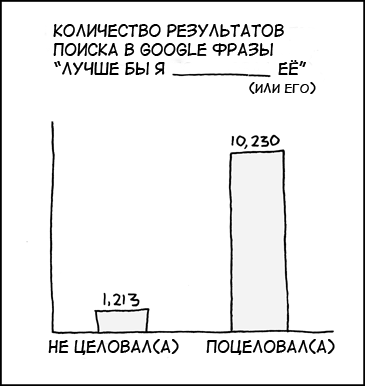 КОЛИЧЕСТВО РЕЗУЛЬТАТОВ
ПОИСКА В GOOGLE ФРАЗЫ
“ЛУЧШЕ БЫ Я __________ ЕЁ”
(ИЛИ ЕГО)
10,230
1,213
НЕ ЦЕЛОВАЛ(А) ПОЦЕЛОВАЛ(А)